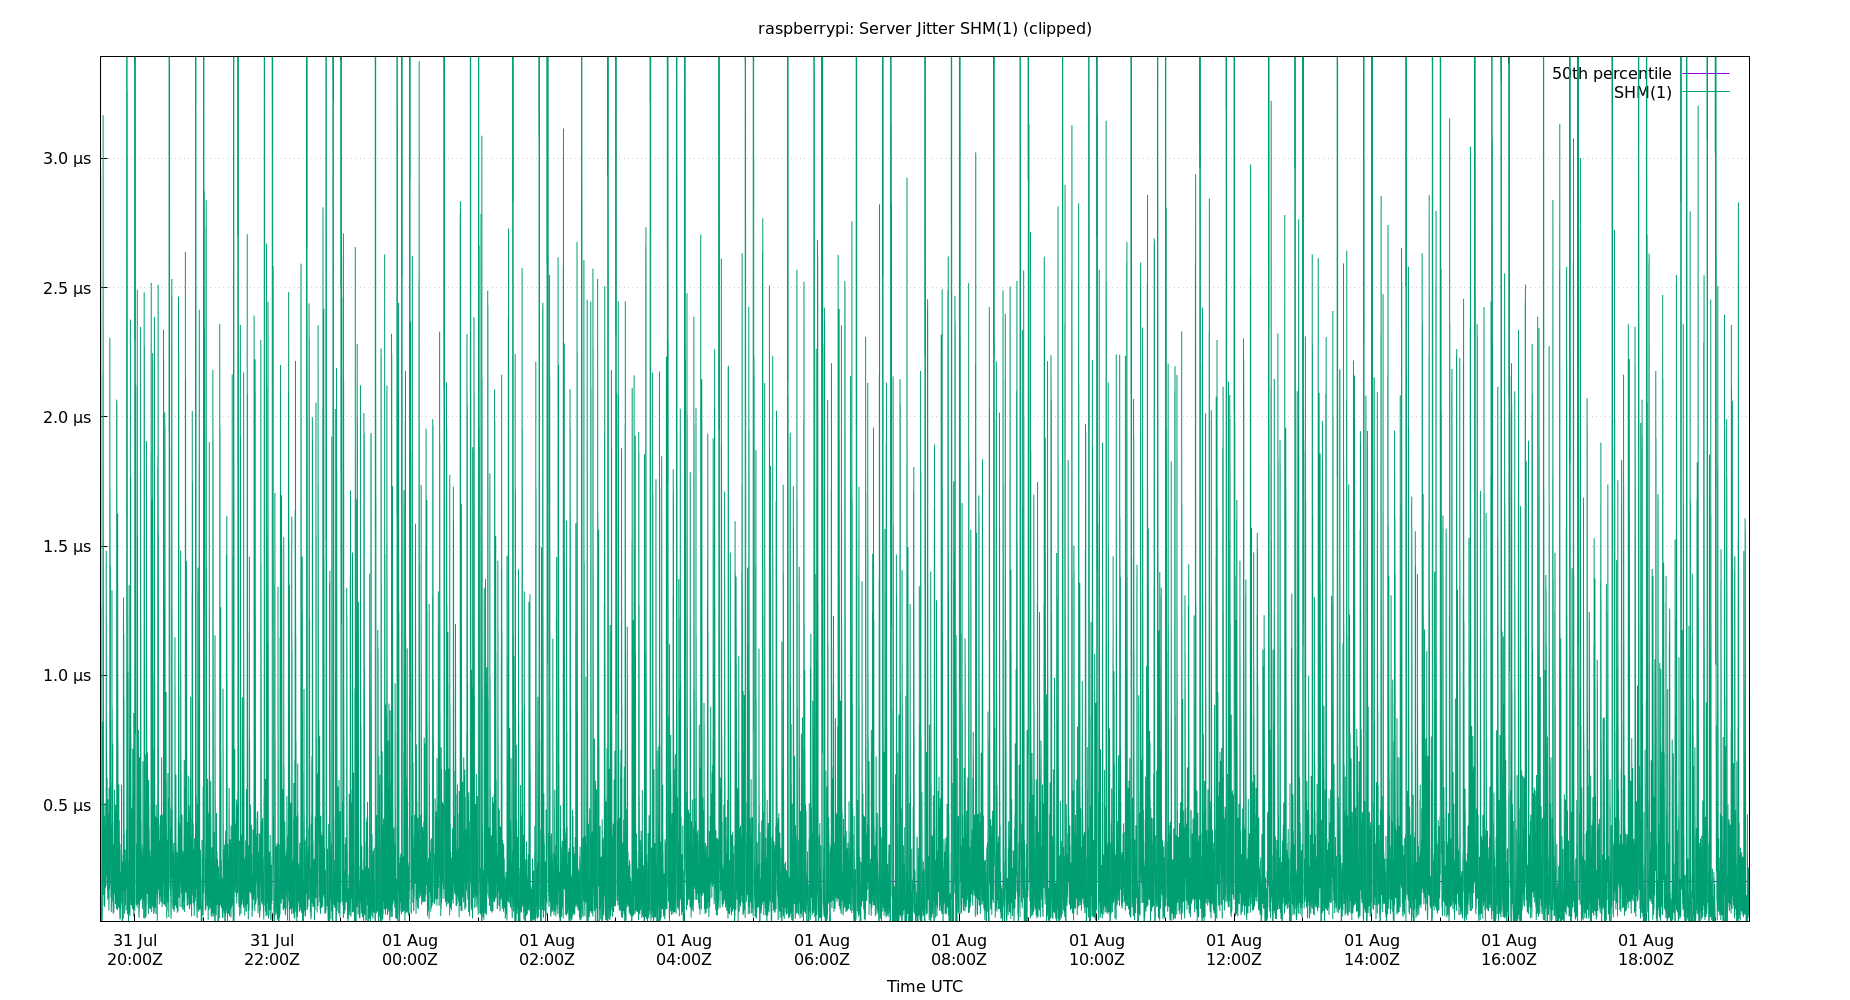 raspberrypi: Server Jitter SHM(1) (clipped)
50th percentile
SHM(1)
3.0 µs
2.5 µs
2.0 µs
1.5 µs
1.0 µs
0.5 µs
31 Jul 31 Jul 01 Aug 01 Aug 01 Aug 01 Aug 01 Aug 01 Aug 01 Aug 01 Aug 01 Aug 01 Aug
20:00Z 22:00Z 00:00Z 02:00Z 04:00Z 06:00Z 08:00Z 10:00Z 12:00Z 14:00Z 16:00Z 18:00Z
Time UTC